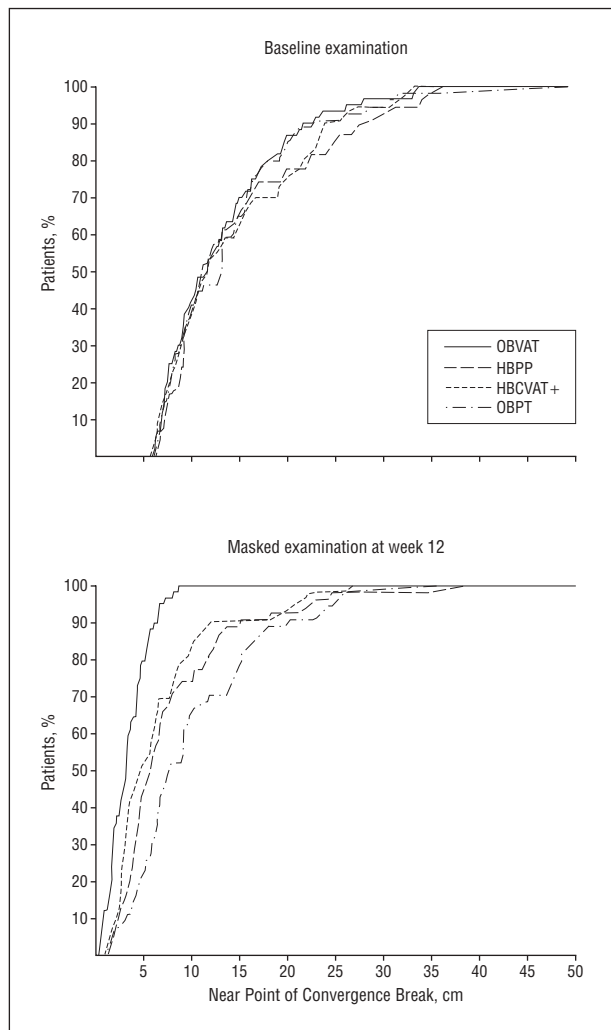 Baseline examination
100
90
80
70
60
50
40
30
20
10
Patients, %
OBVAT
HBPP
HBCVAT+
OBPT
Masked examination at week 12
100
90
80
70
60
50
40
30
20
10
Patients, %
5 10 15 20 25 30 35 40 45 50
Near Point of Convergence Break, cm